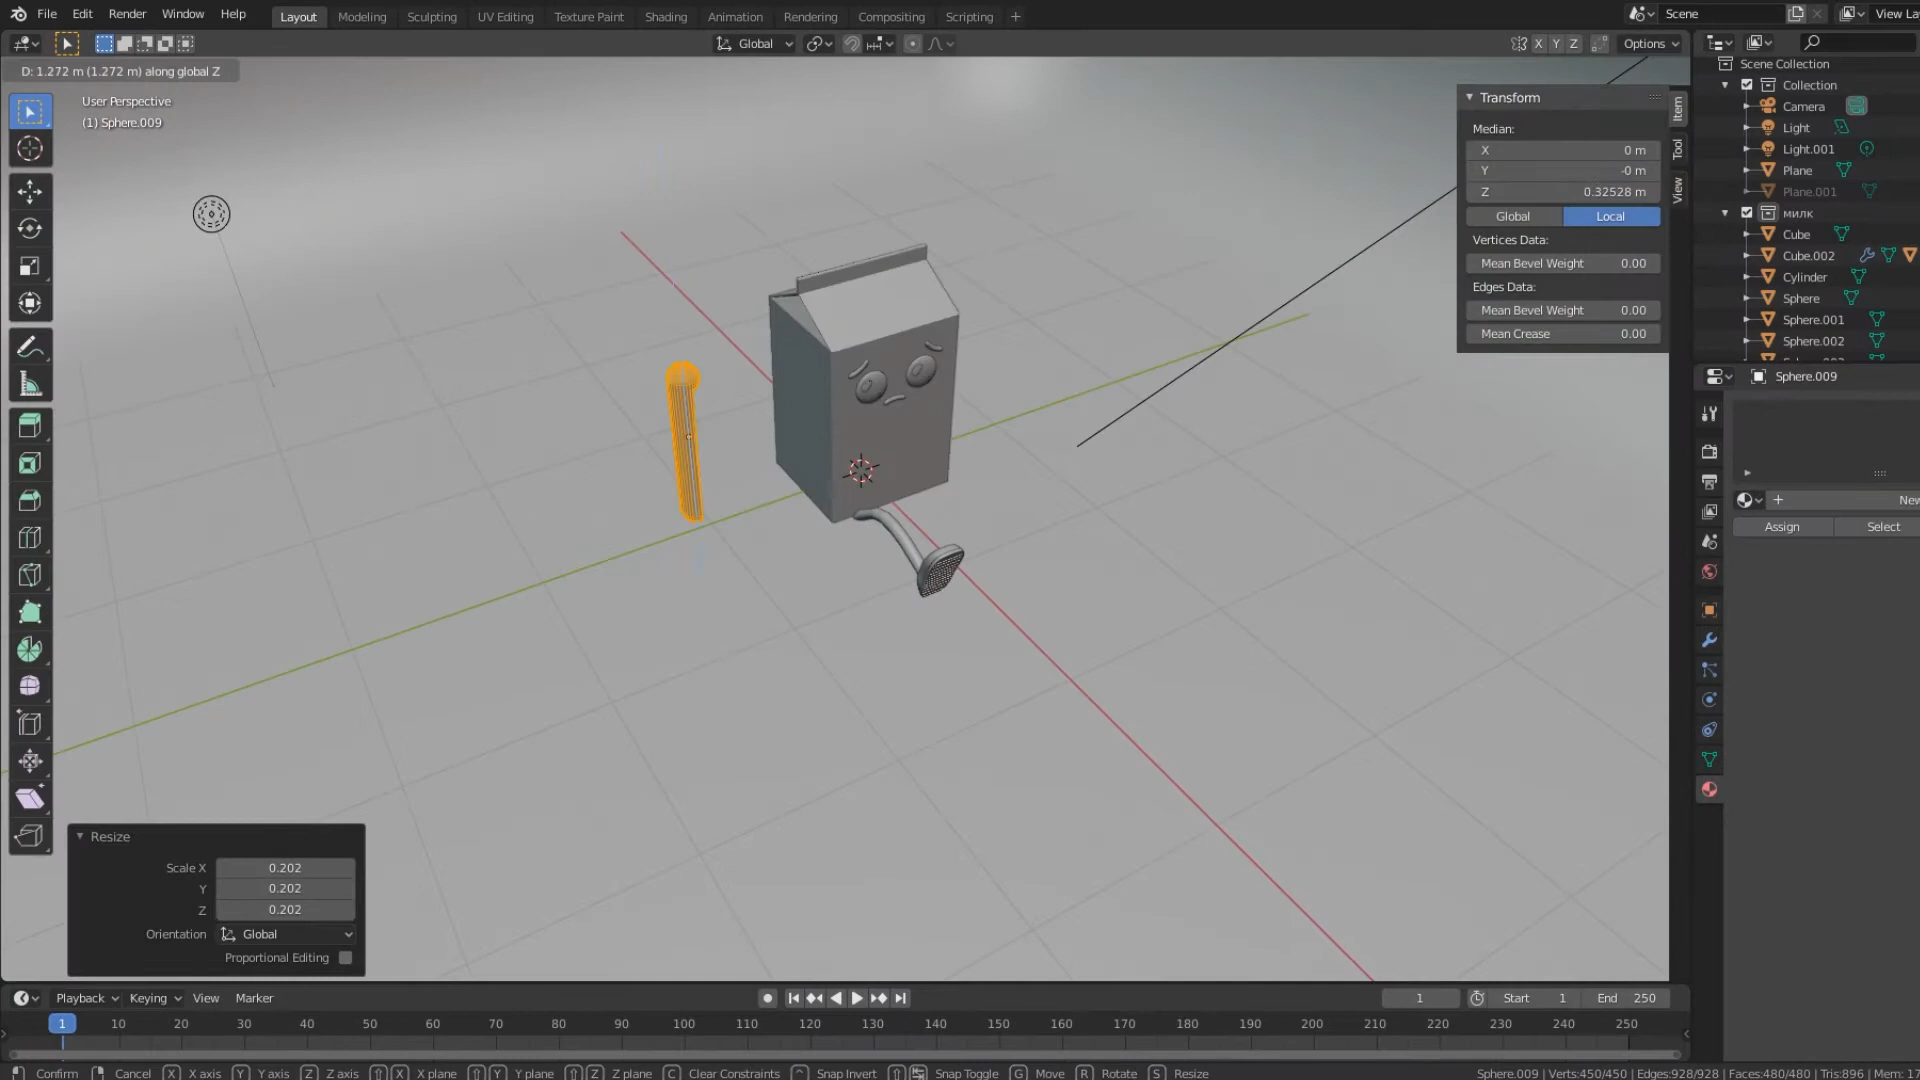 File Edit Render Window Help Layout Modeling Sculpting UV Editing Texture Paint Shading Animation Rendering Compositing Scripting + Scene View La
Global X Y Z Options
D: 1.272 m (1.272 m) along global Z
User Perspective
(1) Sphere.009
Transform
Median:
X 0 m
Y -0 m
Z 0.32528 m
Global Local
Vertices Data:
Mean Bevel Weight 0.00
Edges Data:
Mean Bevel Weight 0.00
Mean Crease 0.00
Item
Tool
View
Scene Collection
Collection
Camera
Light
Light.001
Plane
Plane.001
милк
Cube
Cube.002
Cylinder
Sphere
Sphere.001
Sphere.002
Sphere.009
+ New
Assign Select
Resize
Scale X 0.202
Y 0.202
Z 0.202
Orientation Global
Proportional Editing
Playback Keying View Marker 1 Start 1 End 250
1 10 20 30 40 50 60 70 80 90 100 110 120 130 140 150 160 170 180 190 200 210 220 230 240 250
Confirm Cancel X X axis Y Y axis Z Z axis X X plane Y Y plane Z Z plane C Clear Constraints Snap Invert Snap Toggle G Move R Rotate S Resize Sphere.009 | Verts:450/450 | Edges:928/928 | Faces:480/480 | Tris:896 | Mem: 17